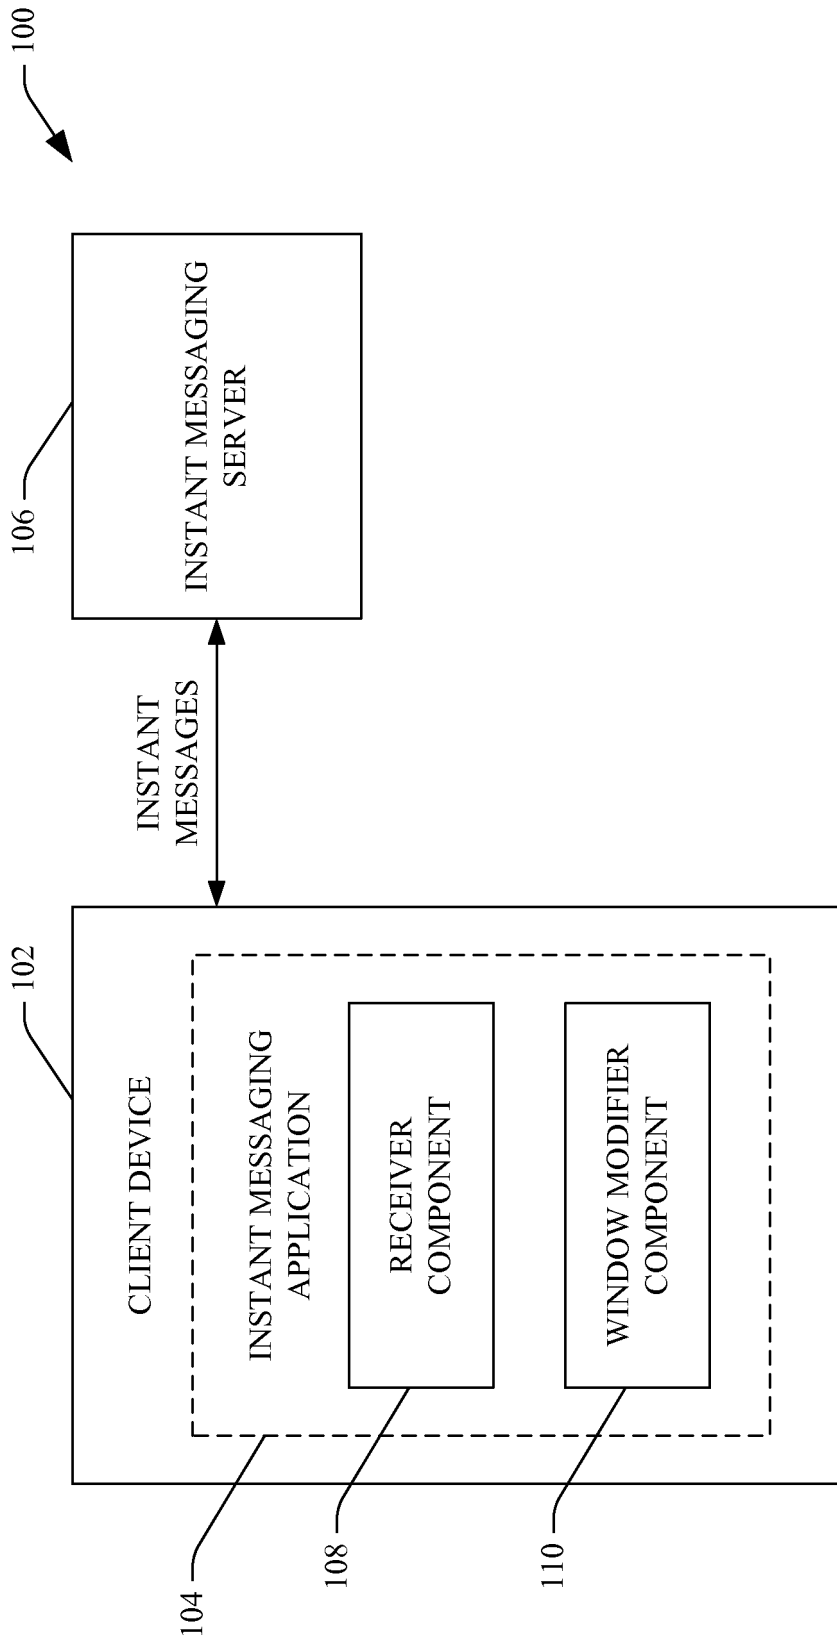 100
102
CLIENT DEVICE
INSTANT MESSAGING
APPLICATION
RECEIVER
COMPONENT
WINDOW MODIFIER
COMPONENT
104
108
110
INSTANT
MESSAGES
106
INSTANT MESSAGING
SERVER